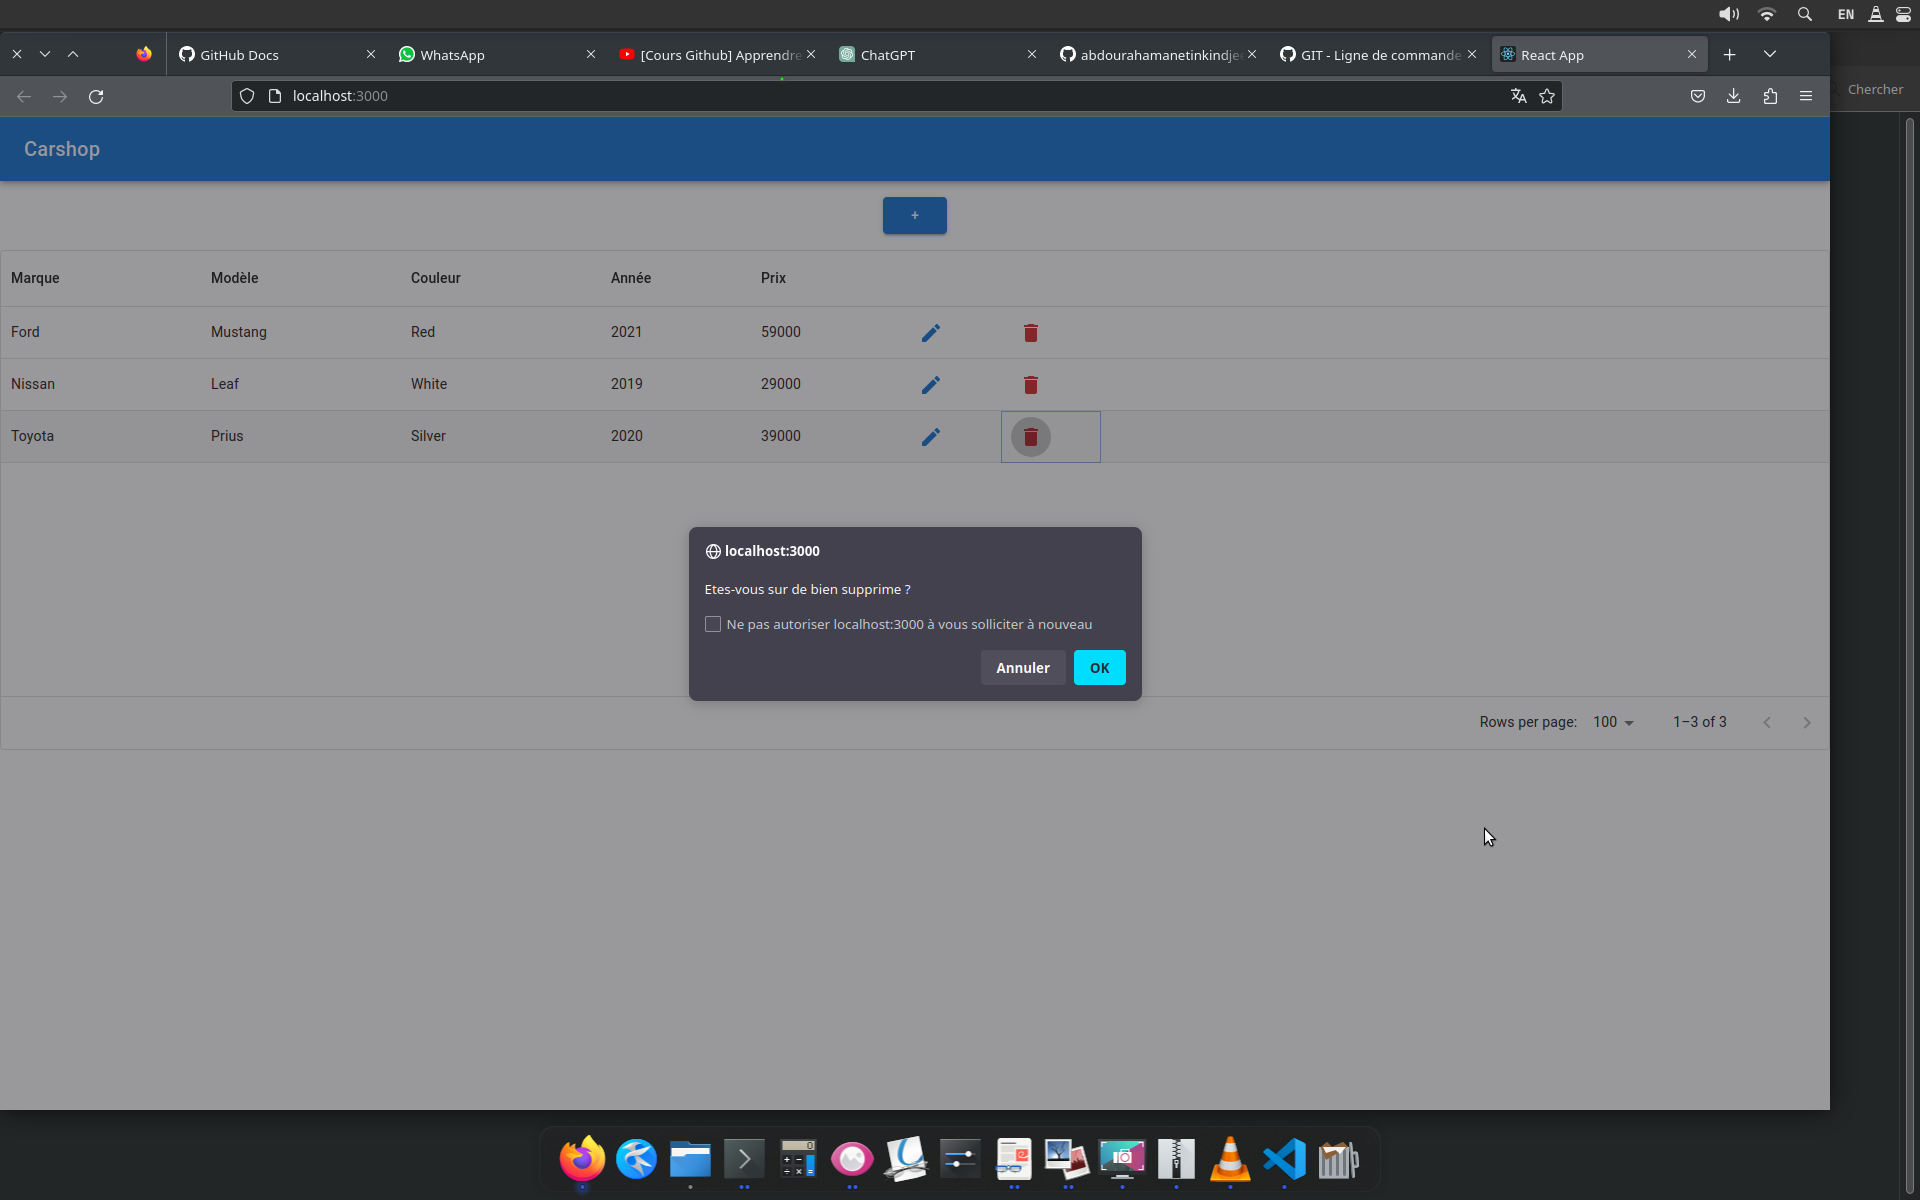 EN
GitHub Docs
WhatsApp
[Cours Github] Apprendre
ChatGPT
abdourahamanetinkindjee
GIT - Ligne de commande
React App
localhost:3000
Chercher
Carshop
+
Marque Modèle Couleur Année Prix
Ford Mustang Red 2021 59000
Nissan Leaf White 2019 29000
Toyota Prius Silver 2020 39000
localhost:3000
Etes-vous sur de bien supprime ?
Ne pas autoriser localhost:3000 à vous solliciter à nouveau
Annuler OK
Rows per page: 100 1–3 of 3